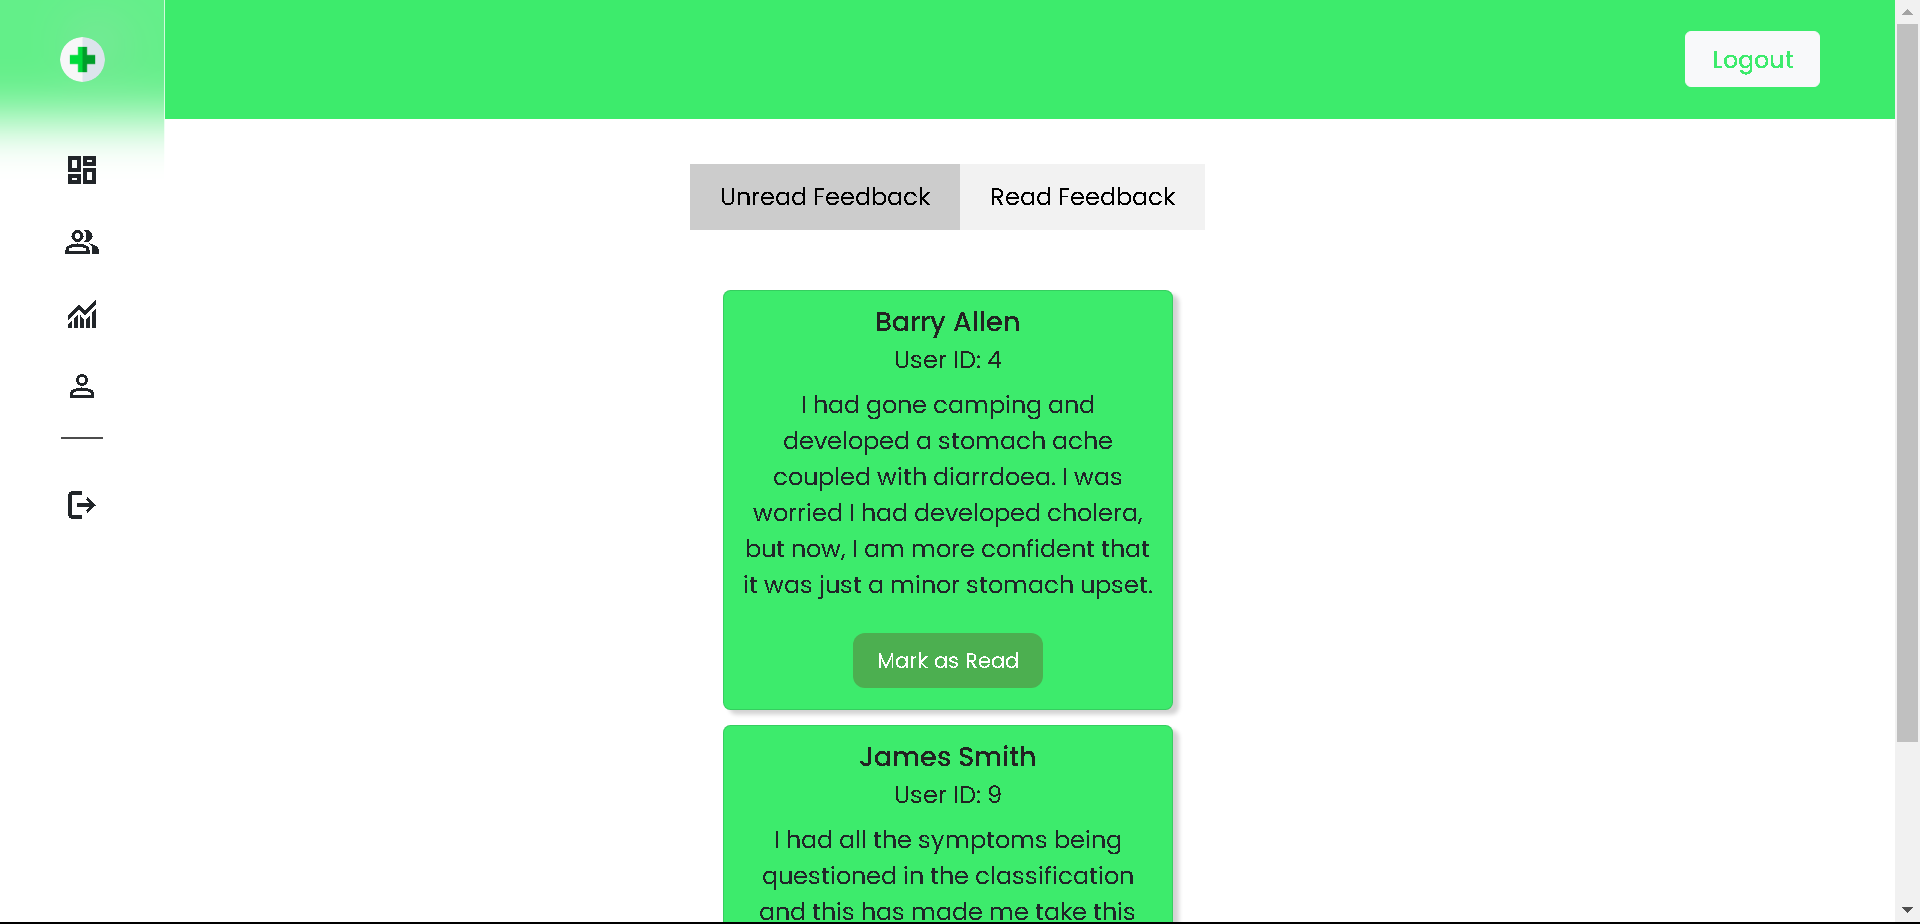 Logout
Unread Feedback
Read Feedback
Barry Allen
User ID: 4
I had gone camping and
developed a stomach ache
coupled with diarrdoea. I was
worried I had developed cholera,
but now, I am more confident that
it was just a minor stomach upset.
Mark as Read
James Smith
User ID: 9
I had all the symptoms being
questioned in the classification
and this has made me take this